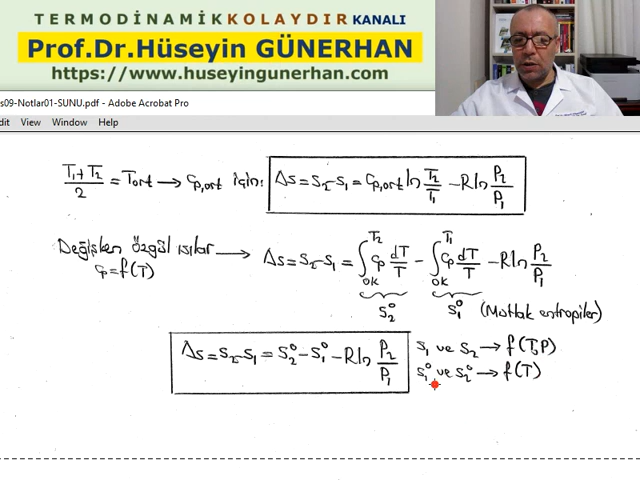 TERMODİNAMİKKOLAYDIR KANALI
Prof.Dr.Hüseyin GÜNERHAN
https://www.huseyingunerhan.com
s09-Notlar01-SUNU.pdf - Adobe Acrobat Pro
dit View Window Help
(T₁+T₂)/2 = Tort → cp,ort için: Δs = s₂-s₁ = cp,ort ln T₂/T₁ - R ln P₂/P₁
Değişken özgül ısılar → Δs = s₂-s₁ = ∫0K^T₂ cp dT/T - ∫0K^T₁ cp dT/T - R ln P₂/P₁
cp = f(T)
s₂° s₁° (Mutlak entropiler)
Δs = s₂-s₁ = s₂° - s₁° - R ln P₂/P₁
s₁ ve s₂ → f(T,P)
s₁° ve s₂° → f(T)